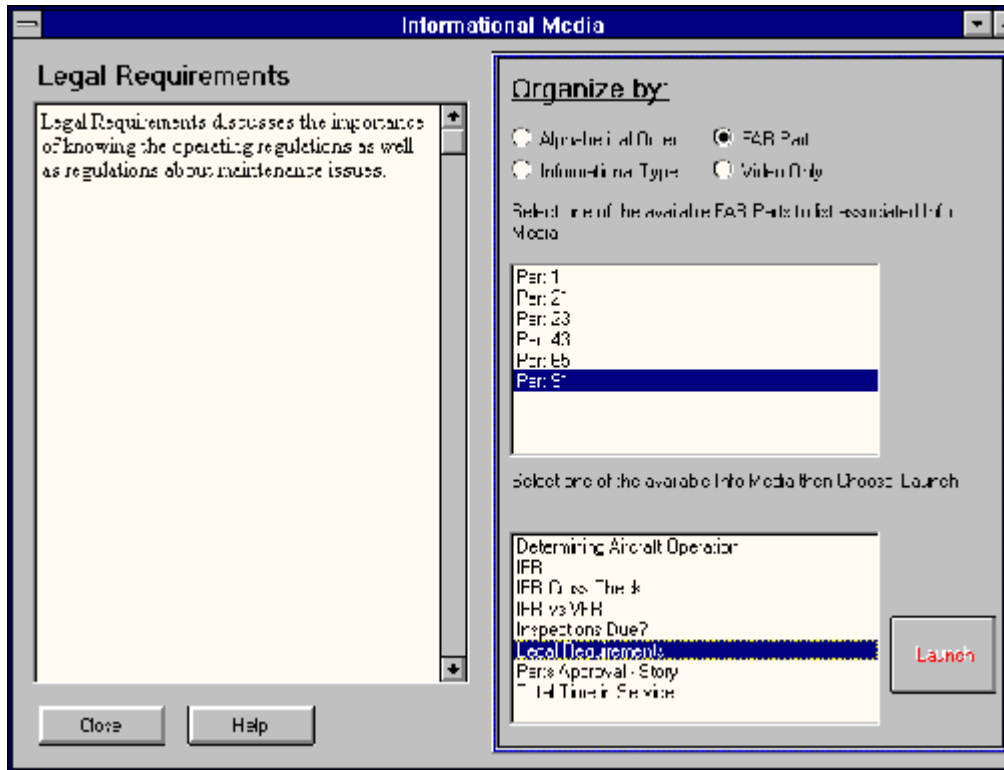 Informational Media
Legal Requirements
Legal Requirements discusses the importance
of knowing the operating regulations as well
as regulations about maintenance issues.
Close
Help
Organize by:
Alphabetical Order
FAR Part
Informational Type
Video Only
Select one of the available FAR Parts to list associated Info
Media
Part 1
Part 21
Part 23
Part 43
Part 65
Part 91
Select one of the available Info Media then Choose Launch
Determining Aircraft Operation
IFR
IFR Cross Check
IFR vs VFR
Inspections Due?
Legal Requirements
Parts Approval - Story
Total Time in Service
Launch